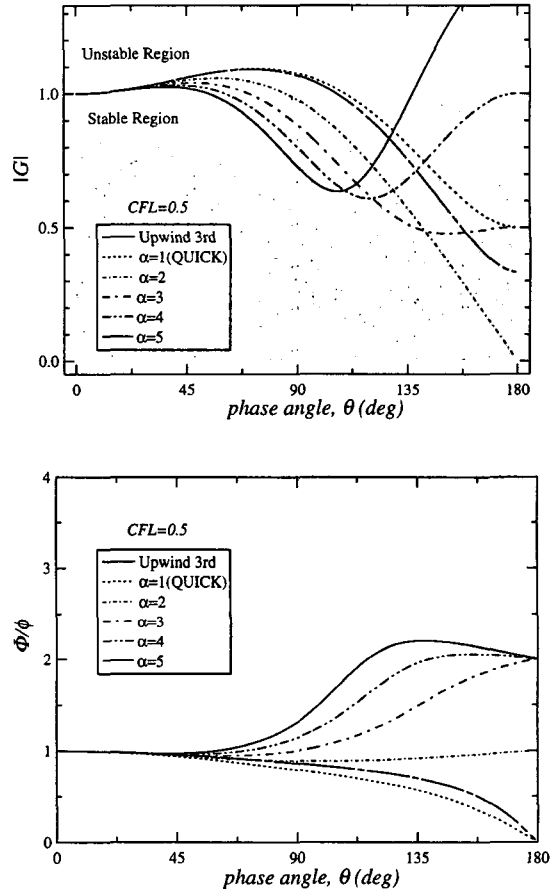 Unstable Region
1.0
Stable Region
|G|
CFL=0.5
0.5
Upwind 3rd
α=1(QUICK)
α=2
α=3
α=4
α=5
0.0
0 45 90 135 180
phase angle, θ (deg)
4
CFL=0.5
3
Upwind 3rd
α=1(QUICK)
α=2
α=3
α=4
α=5
Φ/ϕ
2
1
0
0 45 90 135 180
phase angle, θ (deg)